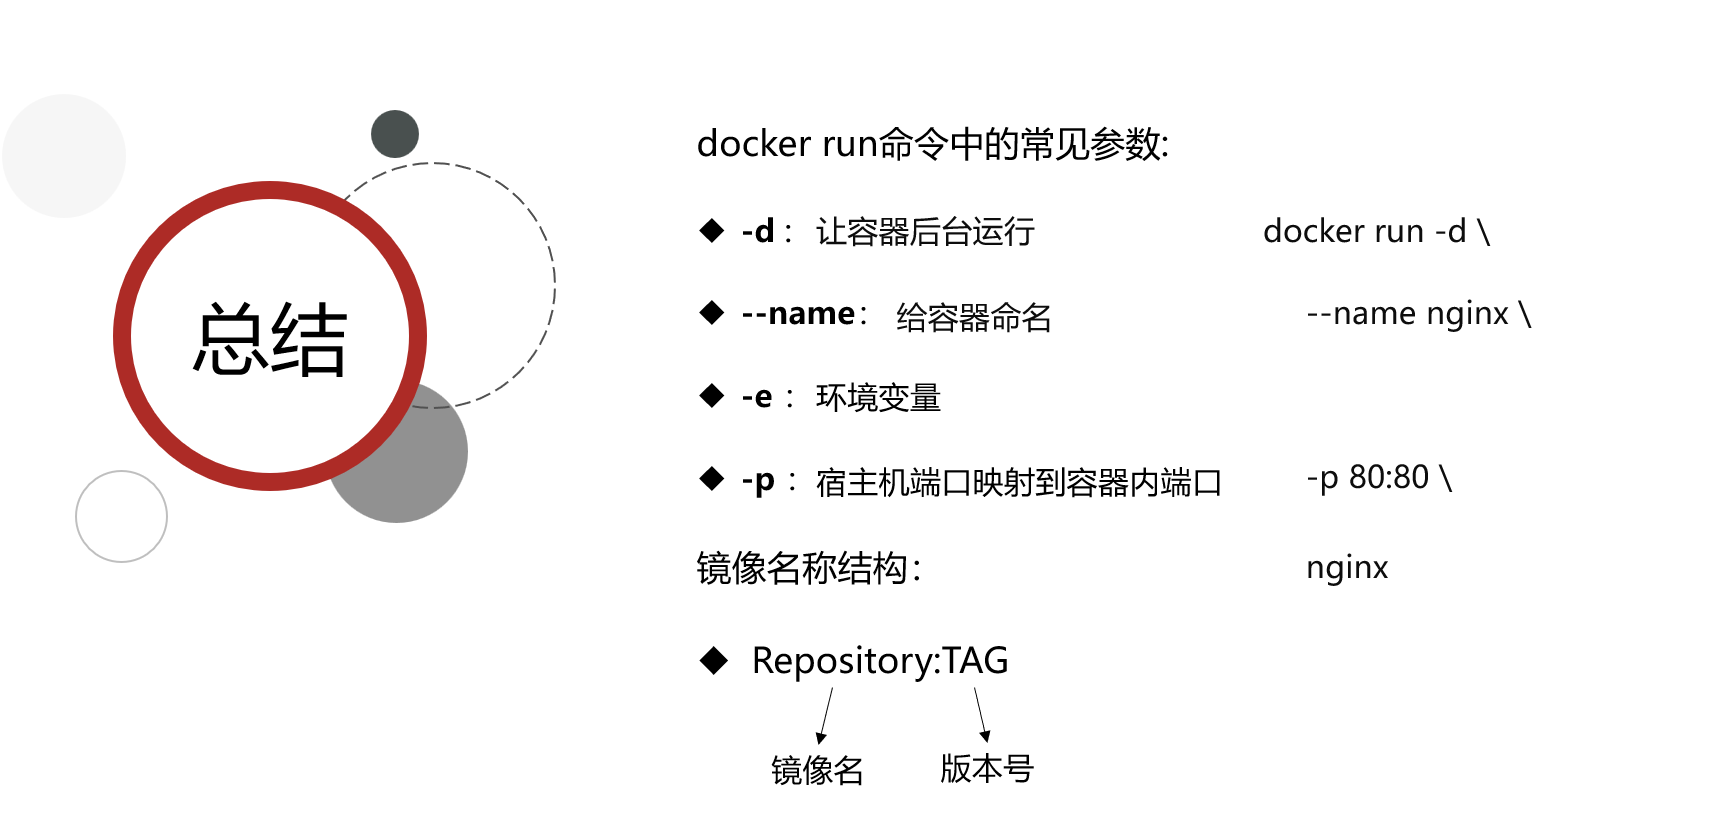 总结
docker run命令中的常见参数:
◆ -d： 让容器后台运行
◆ --name： 给容器命名
◆ -e ： 环境变量
◆ -p ： 宿主机端口映射到容器内端口
镜像名称结构：
◆ Repository:TAG
镜像名 版本号
docker run -d \
--name nginx \
-p 80:80 \
nginx